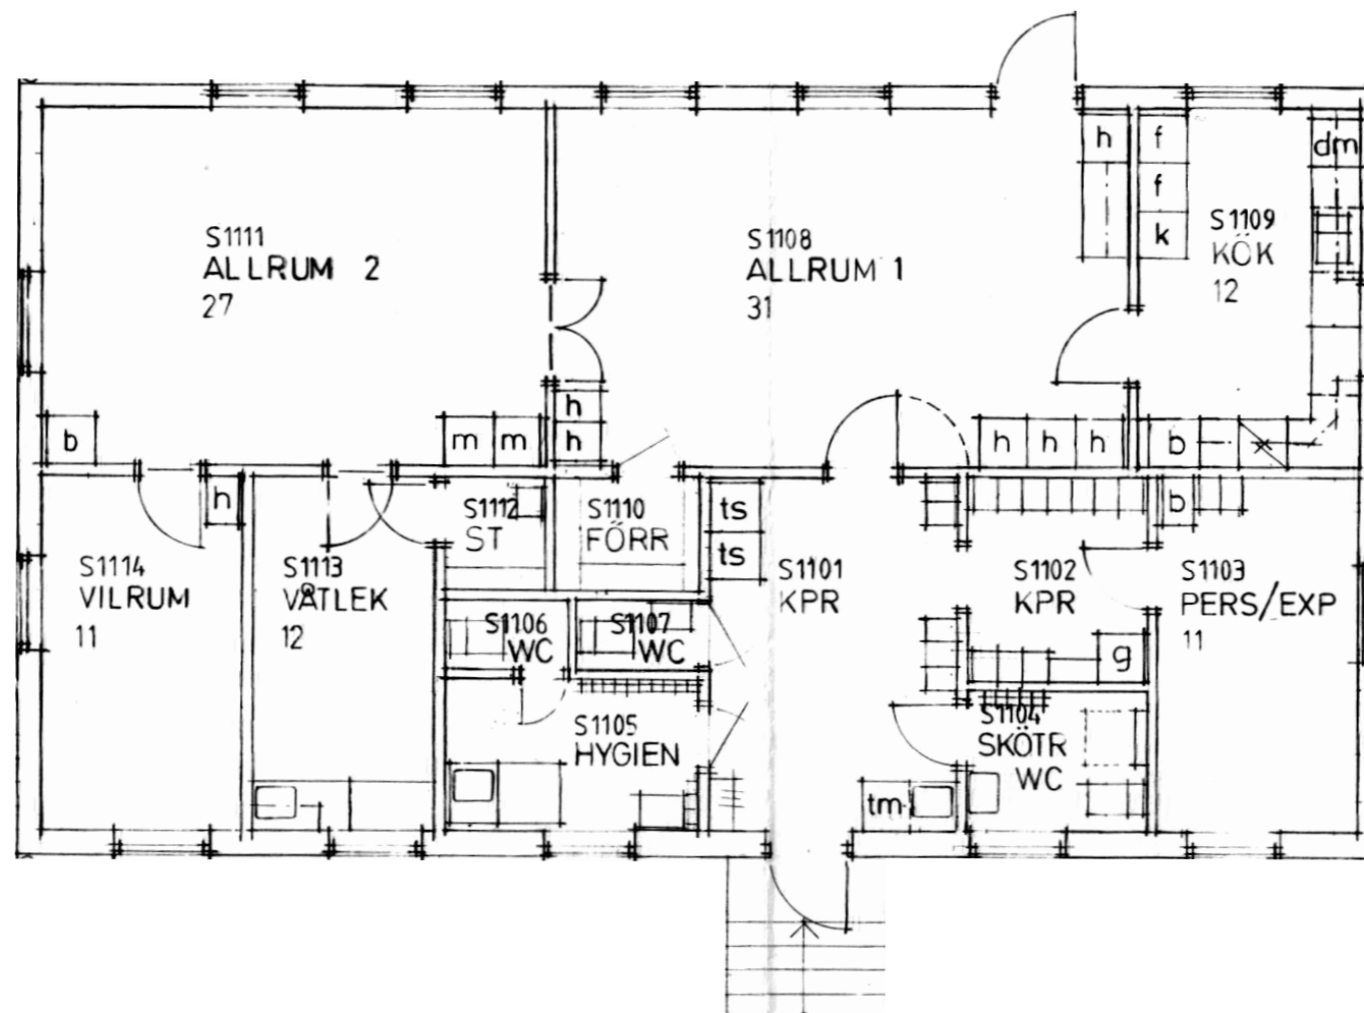 h
f
dm
f
k
S1111
ALLRUM 2
27
S1108
ALLRUM 1
31
S1109
KÖK
12
b
m
m
h
h
h
h
h
b
h
S1112
ST
S1110
FÖRR
ts
ts
b
S1114
VILRUM
11
S1113
VÅTLEK
12
S1101
KPR
S1102
KPR
S1103
PERS/EXP
11
S1106
WC
S1107
WC
g
S1105
HYGIEN
S1104
SKÖTR
WC
tm